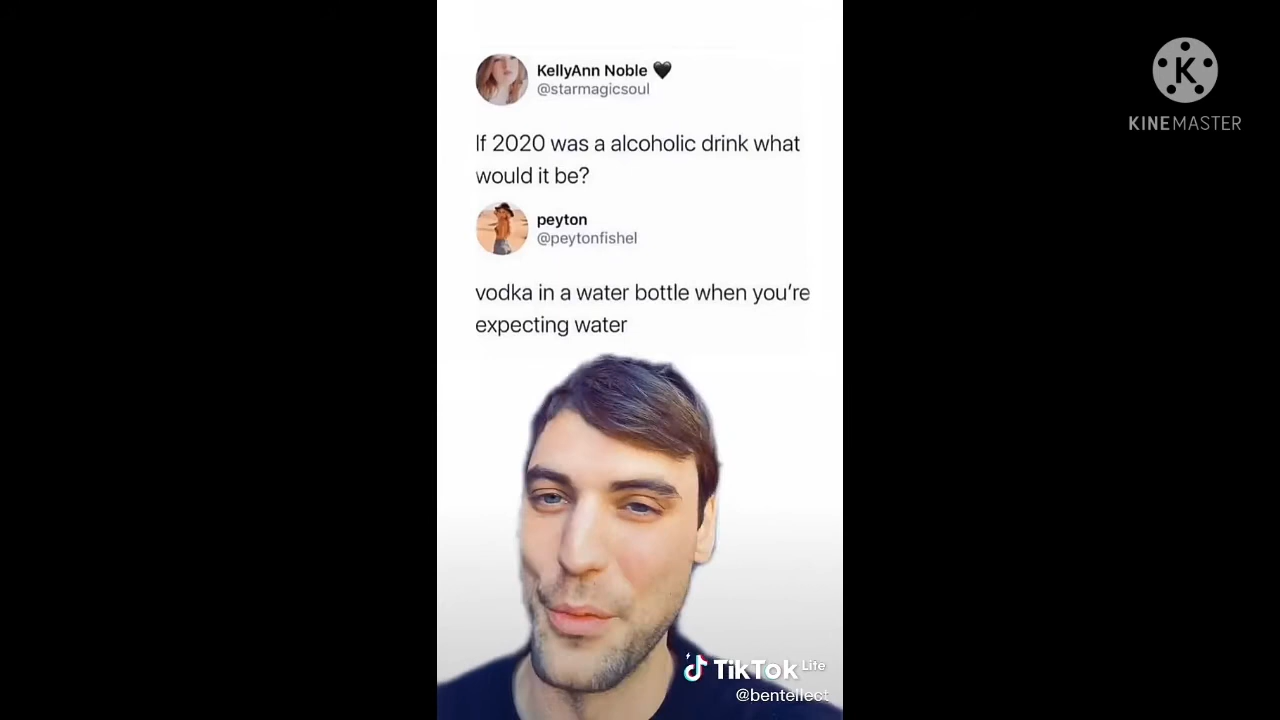 KellyAnn Noble 🖤
@starmagicsoul
If 2020 was a alcoholic drink what
would it be?
peyton
@peytonfishel
vodka in a water bottle when you're
expecting water
K
KINEMASTER
TikTok Lite
@bentellect